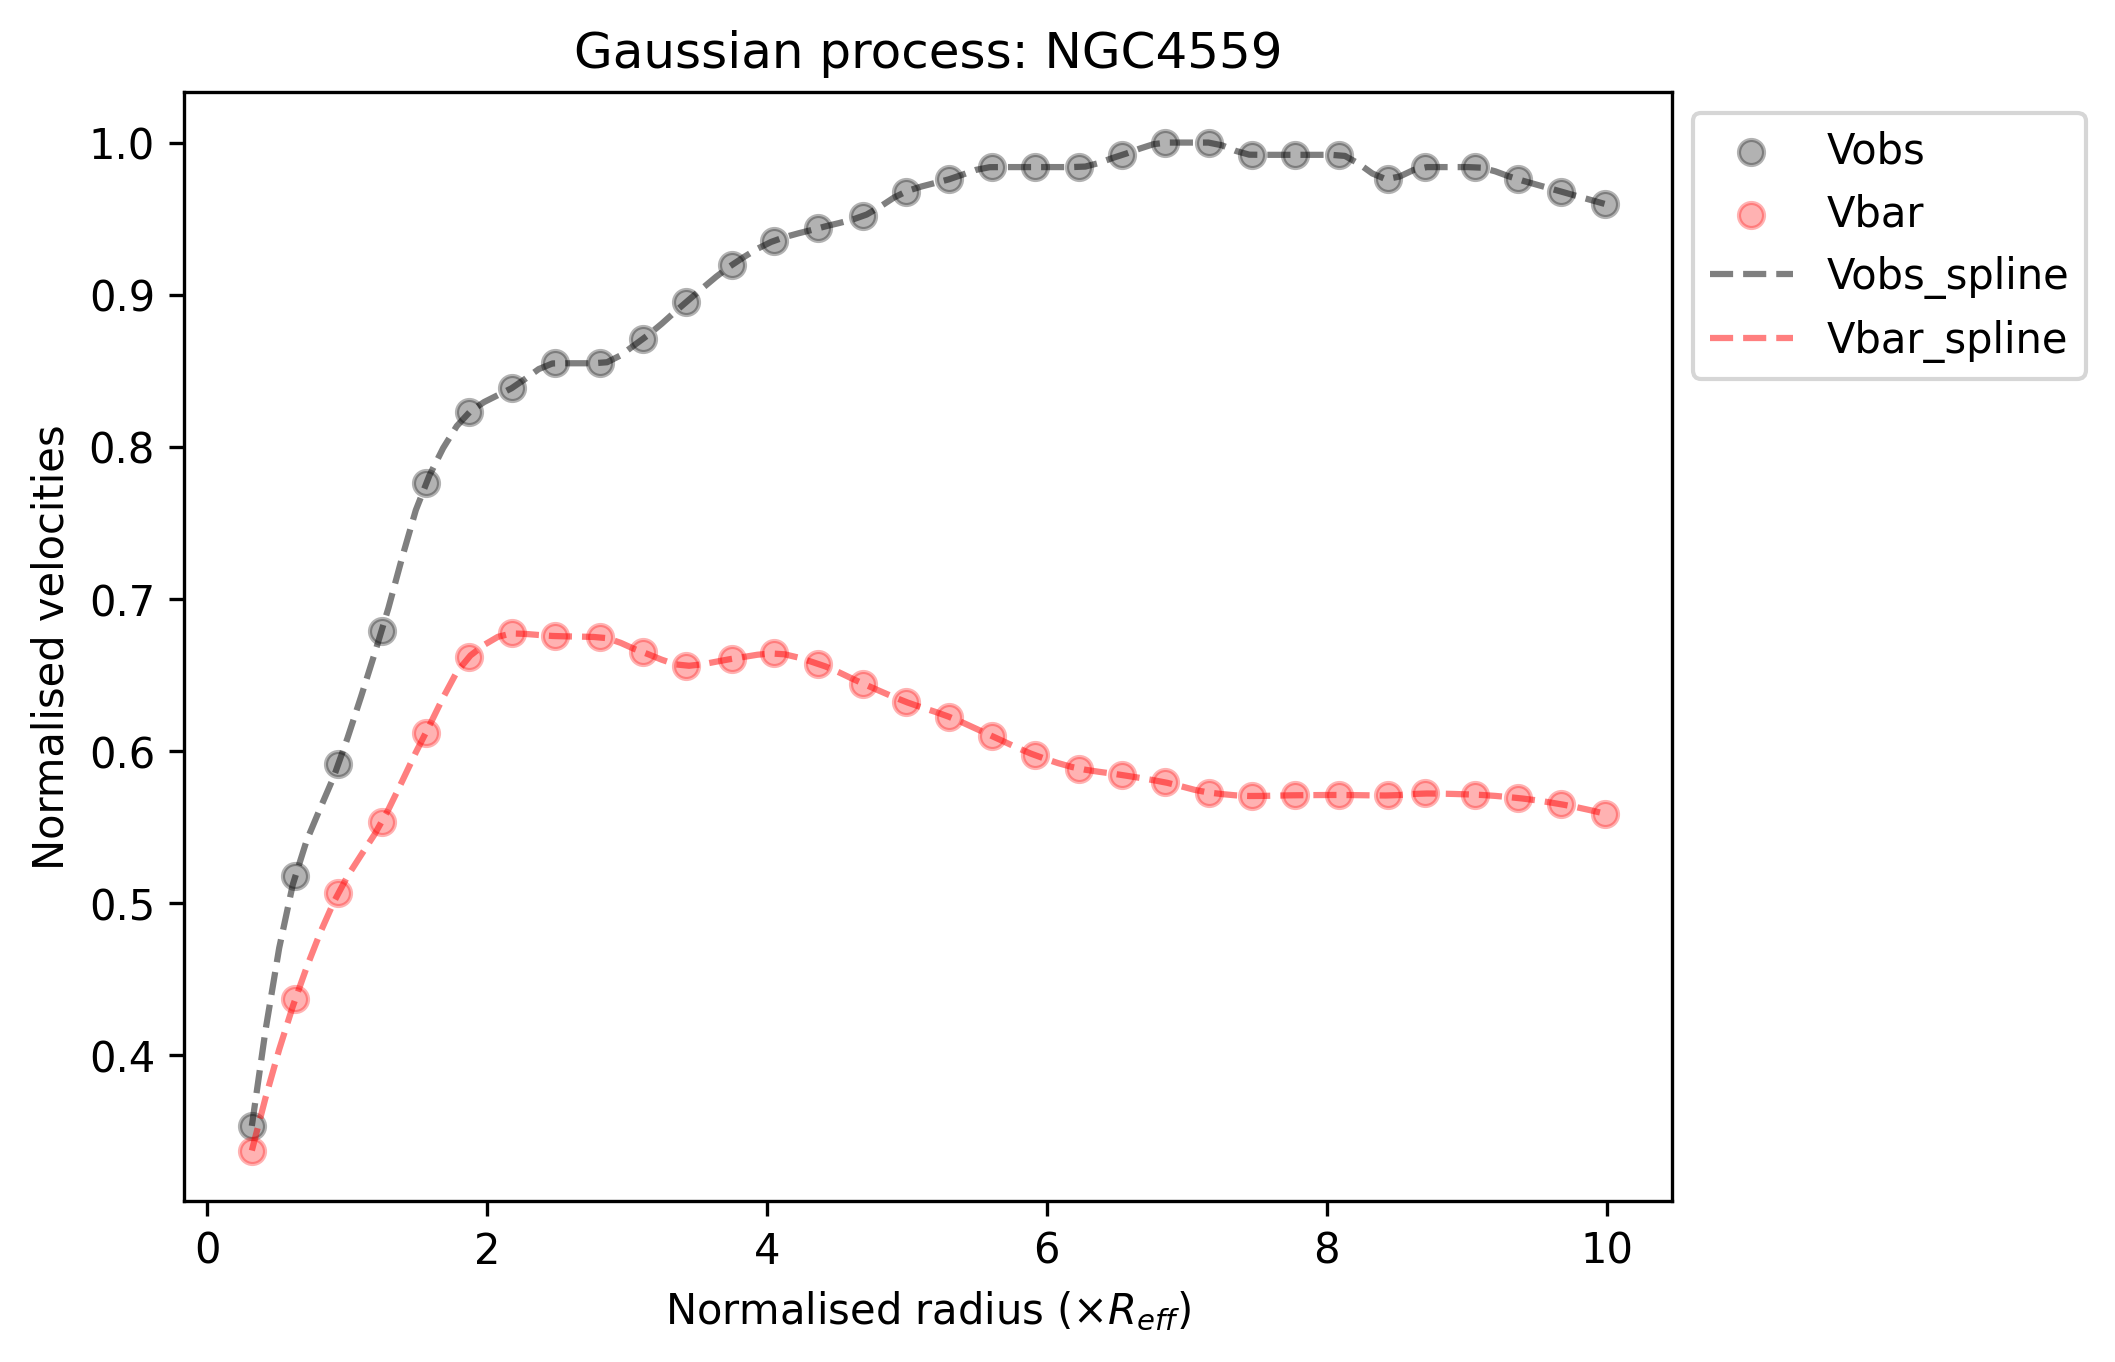 Gaussian process: NGC4559
Normalised velocities
1.0
0.9
0.8
0.7
0.6
0.5
0.4
0 2 4 6 8 10
Normalised radius (×R_eff)
Vobs
Vbar
Vobs_spline
Vbar_spline